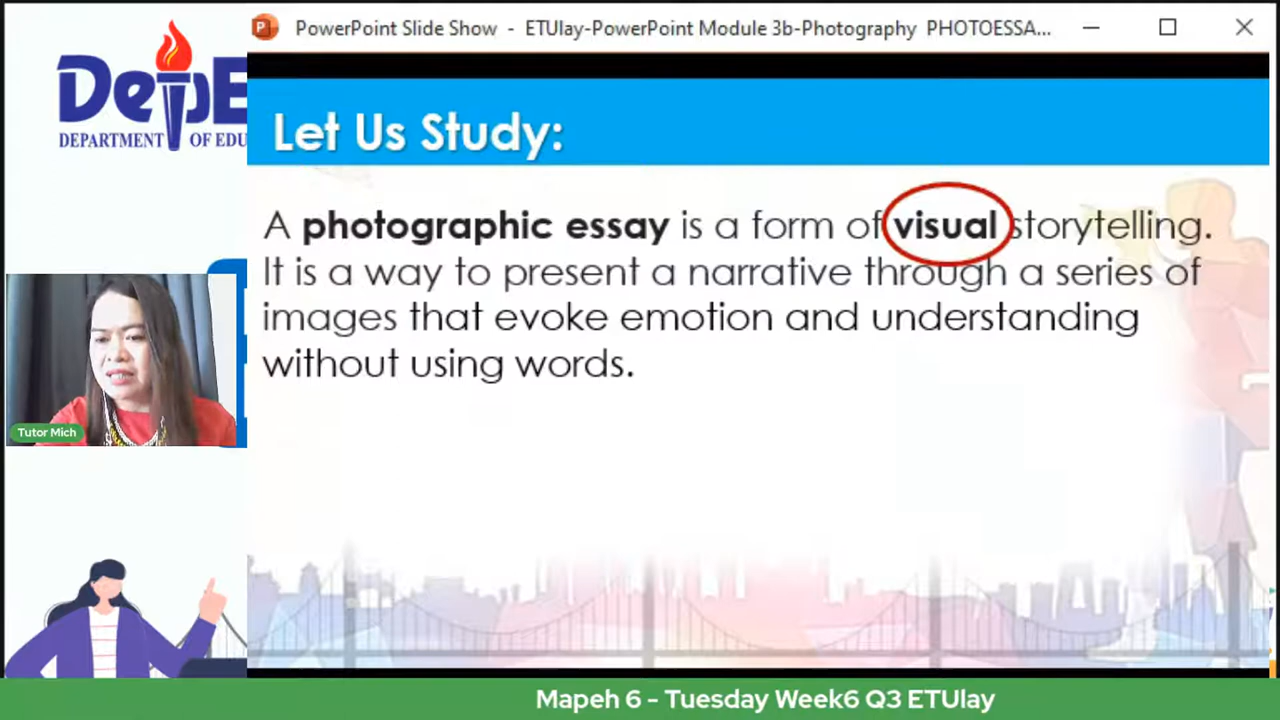 PowerPoint Slide Show - ETUlay-PowerPoint Module 3b-Photography PHOTOESSA...
DepE
DEPARTMENT OF EDU
Let Us Study:
A photographic essay is a form of visual storytelling.
It is a way to present a narrative through a series of
images that evoke emotion and understanding
without using words.
Tutor Mich
Mapeh 6 - Tuesday Week6 Q3 ETUlay